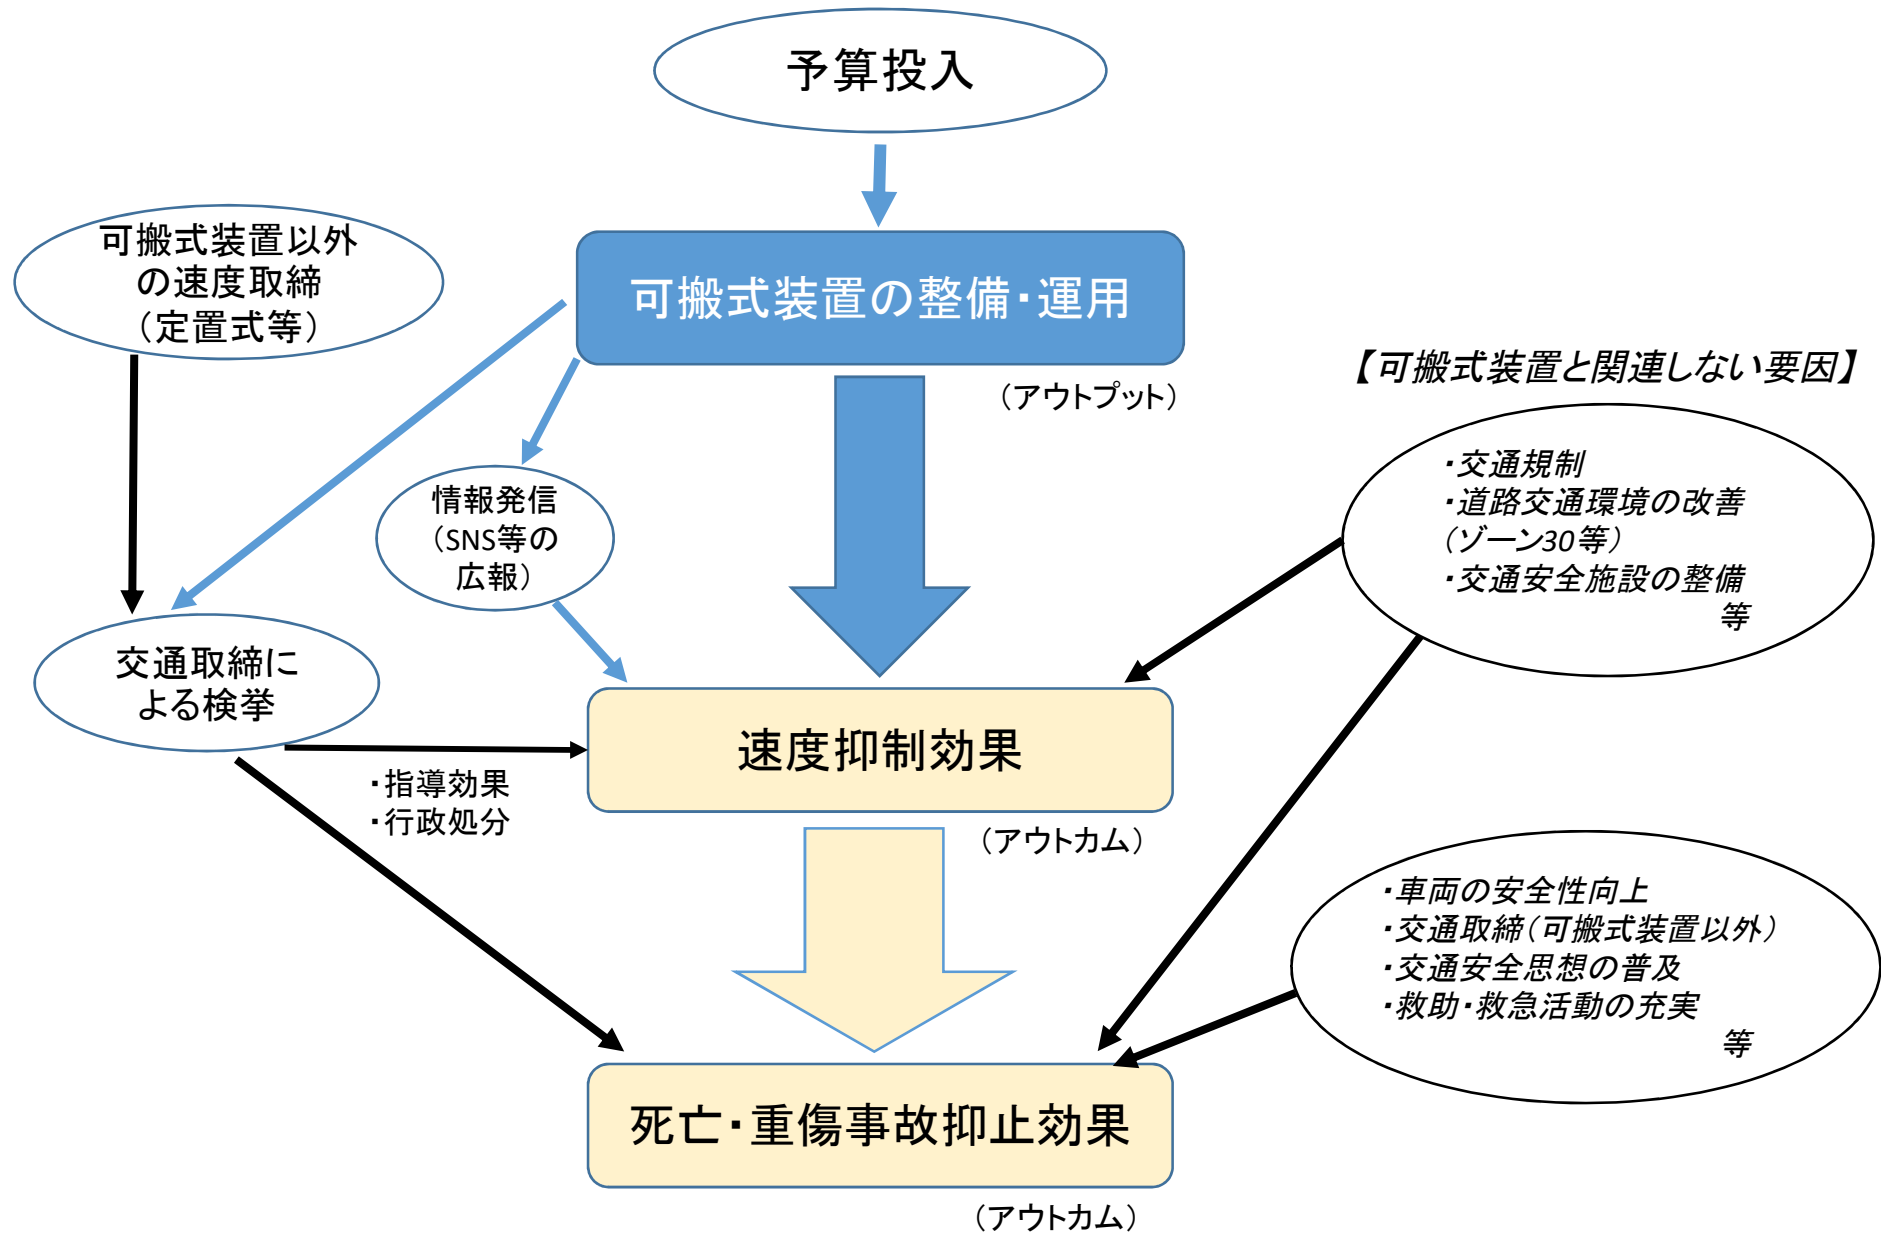 予算投入
可搬式装置以外
の速度取締
（定置式等）
可搬式装置の整備・運用
（アウトプット）
【可搬式装置と関連しない要因】
・交通規制
・道路交通環境の改善
（ゾーン30等）
・交通安全施設の整備
等
情報発信
（SNS等の
広報）
交通取締に
よる検挙
速度抑制効果
・指導効果
・行政処分
（アウトカム）
・車両の安全性向上
・交通取締（可搬式装置以外）
・交通安全思想の普及
・救助・救急活動の充実
等
死亡・重傷事故抑止効果
（アウトカム）